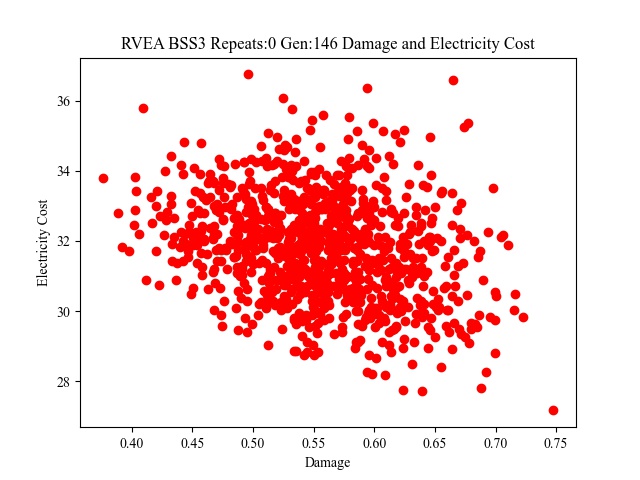 RVEA BSS3 Repeats:0 Gen:146 Damage and Electricity Cost
36
34
32
30
28
Electricity Cost
0.40 0.45 0.50 0.55 0.60 0.65 0.70 0.75
Damage